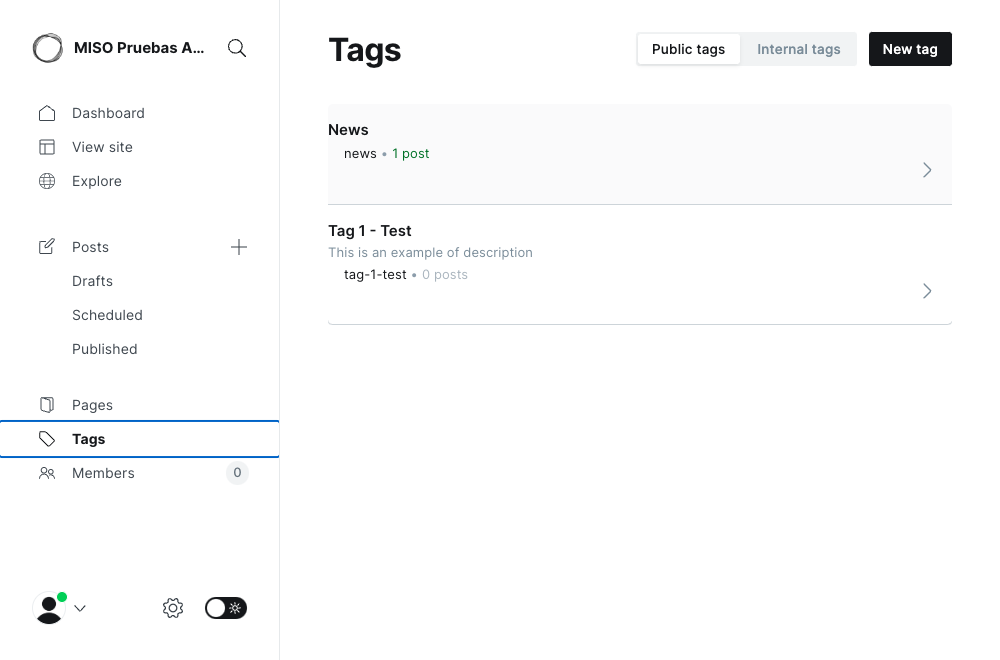 MISO Pruebas A...
Dashboard
View site
Explore
Posts
Drafts
Scheduled
Published
Pages
Tags
Members 0
Tags
Public tags Internal tags New tag
News
news • 1 post
Tag 1 - Test
This is an example of description
tag-1-test • 0 posts